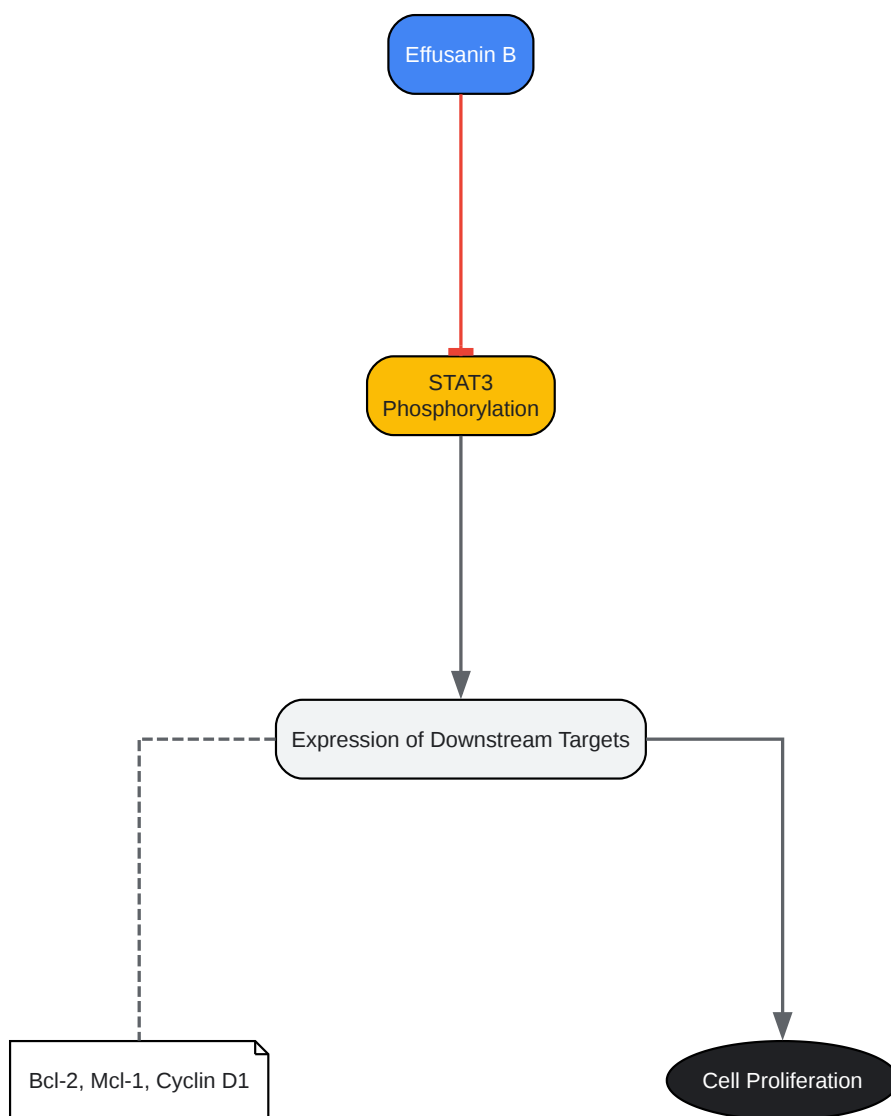 Effusanin B
STAT3
Phosphorylation
Expression of Downstream Targets
Bcl-2, Mcl-1, Cyclin D1
Cell Proliferation